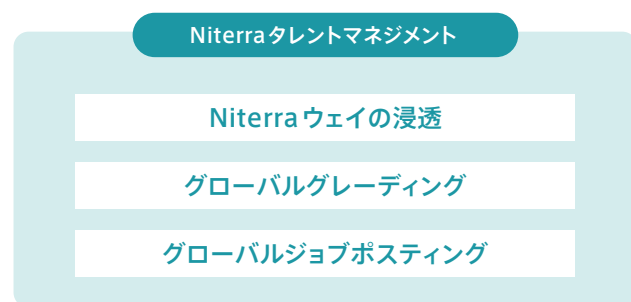 Niterraタレントマネジメント
Niterraウェイの浸透
グローバルグレーディング
グローバルジョブポスティング